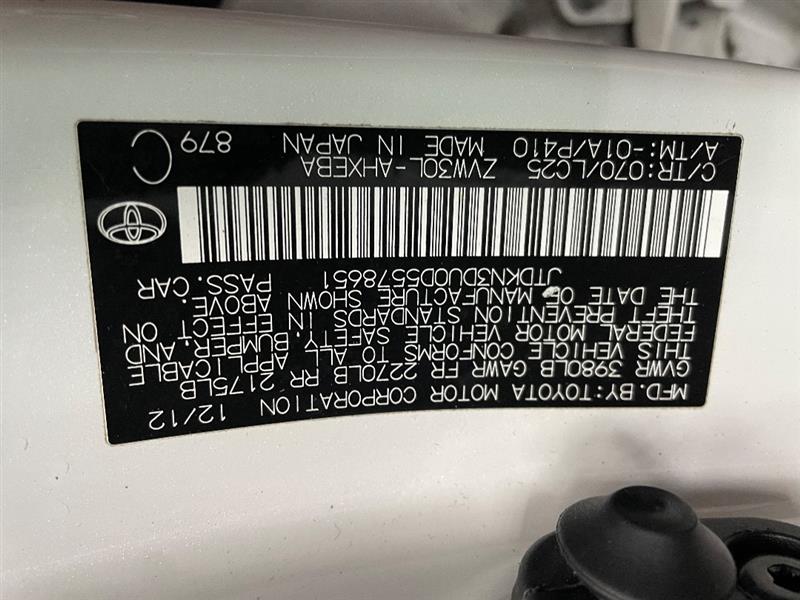 MFD. BY:TOYOTA MOTOR CORPORATION 12/12
GVWR 3980LB GAWR FR 2270LB RR 2175LB
THIS VEHICLE CONFORMS TO ALL APPLICABLE
FEDERAL MOTOR VEHICLE SAFETY, BUMPER AND
THEFT PREVENTION STANDARDS IN EFFECT ON
THE DATE OF MANUFACTURE SHOWN ABOVE.
JTDKN3DU0D5578651 PASS. CAR
C/TR:070/LC25 ZVW30L-AHXEBA
A/TM:-01A/P410 MADE IN JAPAN 879